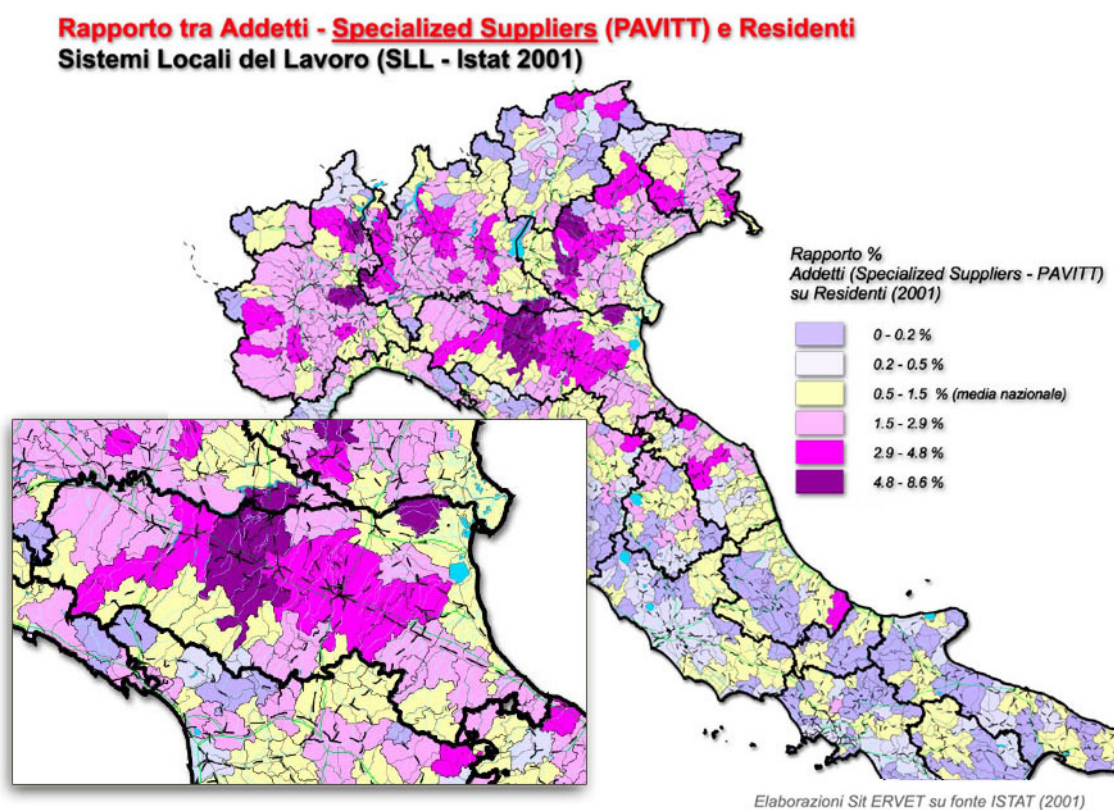 Rapporto tra Addetti - Specialized Suppliers (PAVITT) e Residenti
Sistemi Locali del Lavoro (SLL - Istat 2001)
Rapporto %
Addetti (Specialized Suppliers - PAVITT)
su Residenti (2001)
0 - 0.2 %
0.2 - 0.5 %
0.5 - 1.5 % (media nazionale)
1.5 - 2.9 %
2.9 - 4.8 %
4.8 - 8.6 %
Elaborazioni Sit ERVET su fonte ISTAT (2001)